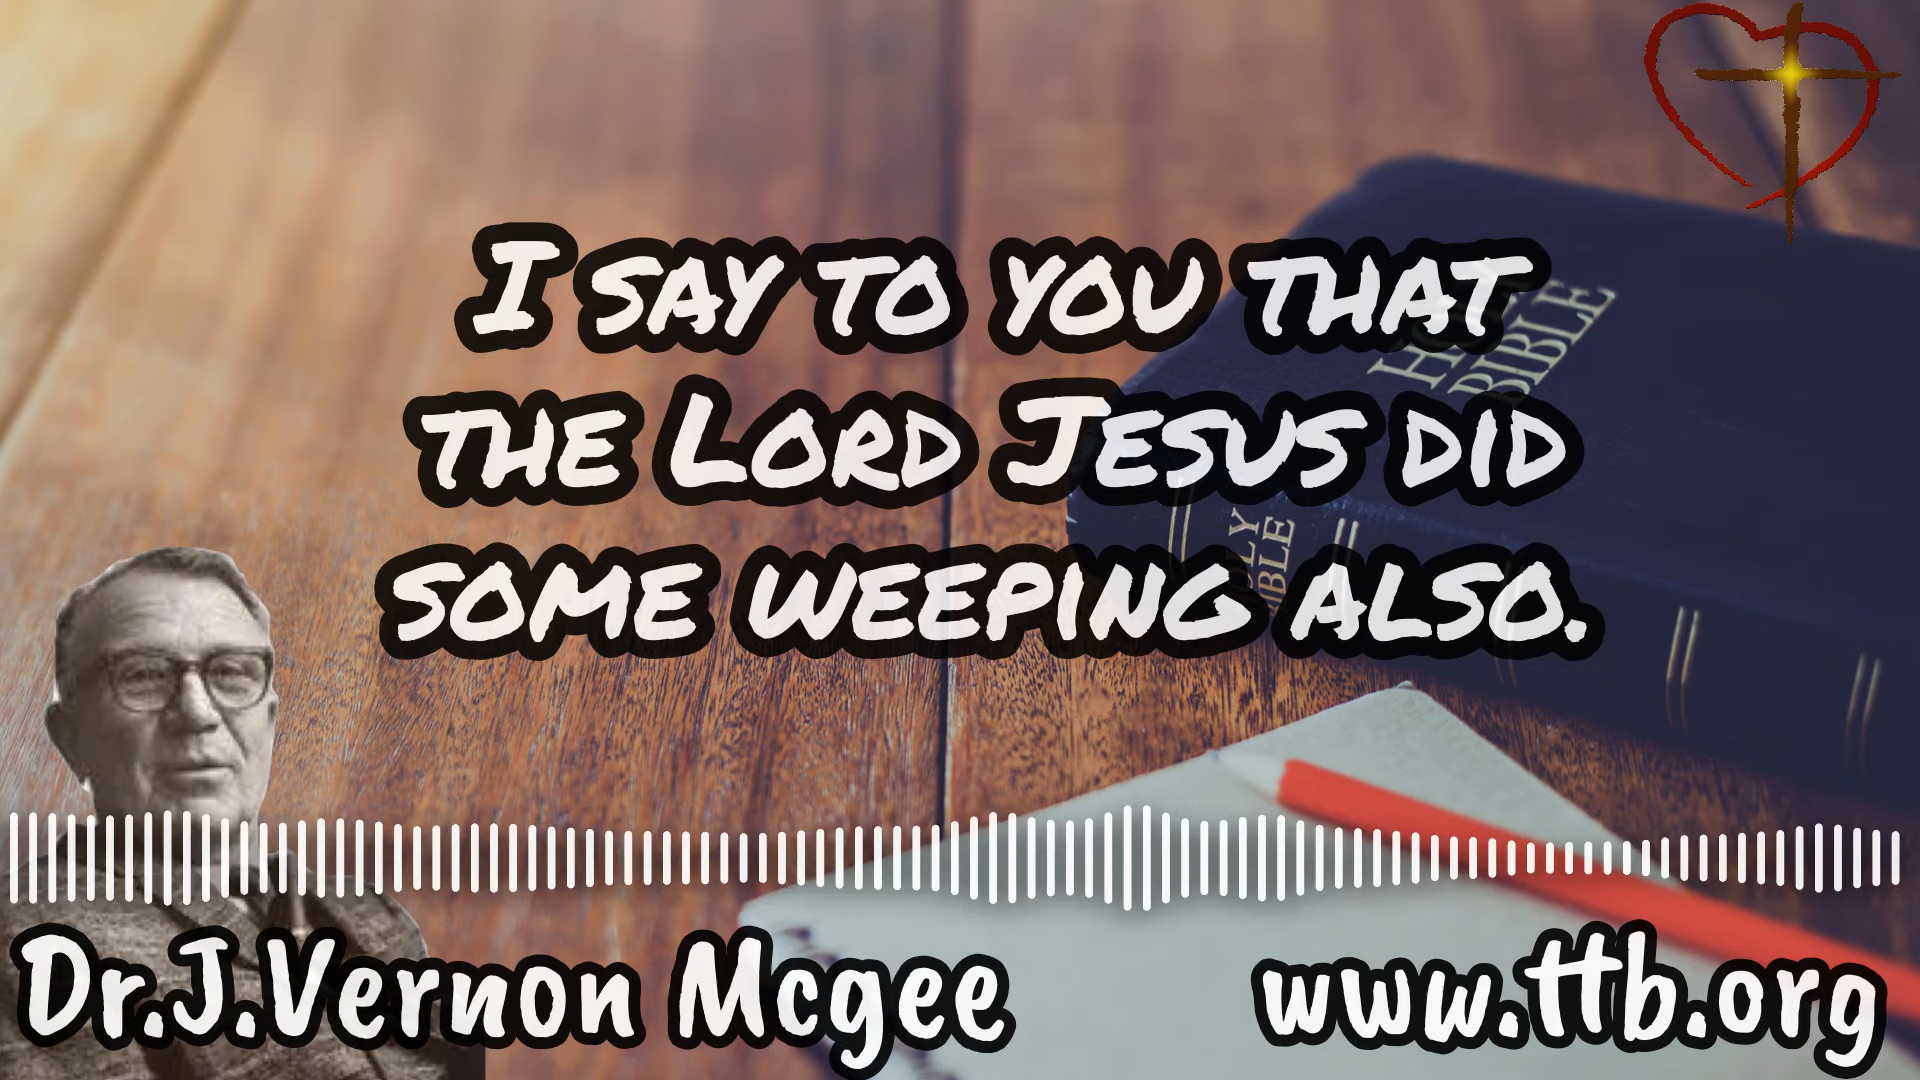 I say to you that
the Lord Jesus did
some weeping also.
HOLY
BIBLE
HOLY
BIBLE
Dr.J.Vernon Mcgee
www.ttb.org